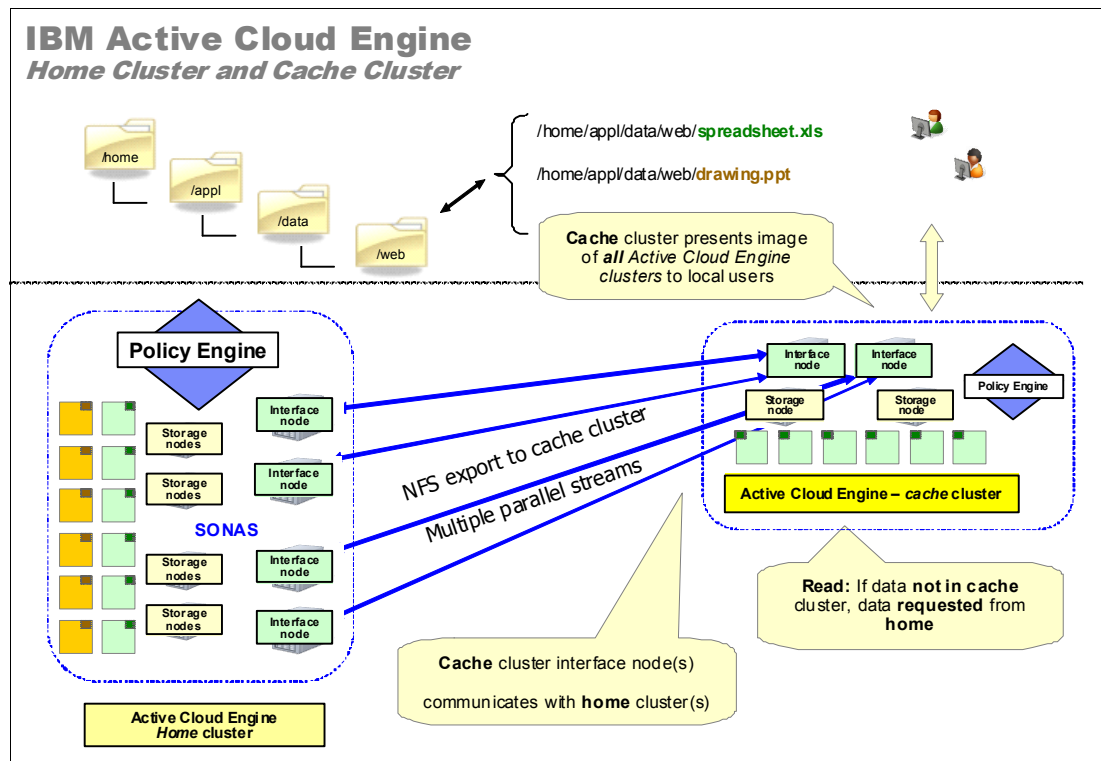 IBM Active Cloud Engine
Home Cluster and Cache Cluster
/home
/appl
/data
/web
/home/appl/data/web/spreadsheet.xls
/home/appl/data/web/drawing.ppt
Cache cluster presents image
of all Active Cloud Engine
clusters to local users
Policy Engine
Storage
nodes
Storage
nodes
SONAS
Storage
nodes
Storage
nodes
Interface
node
Interface
node
Interface
node
Interface
node
Active Cloud Engine
Home cluster
NFS export to cache cluster
Multiple parallel streams
Interface
node
Interface
node
Storage
node
Storage
node
Policy Engine
Active Cloud Engine – cache cluster
Read: If data not in cache
cluster, data requested from
home
Cache cluster interface node(s)
communicates with home cluster(s)